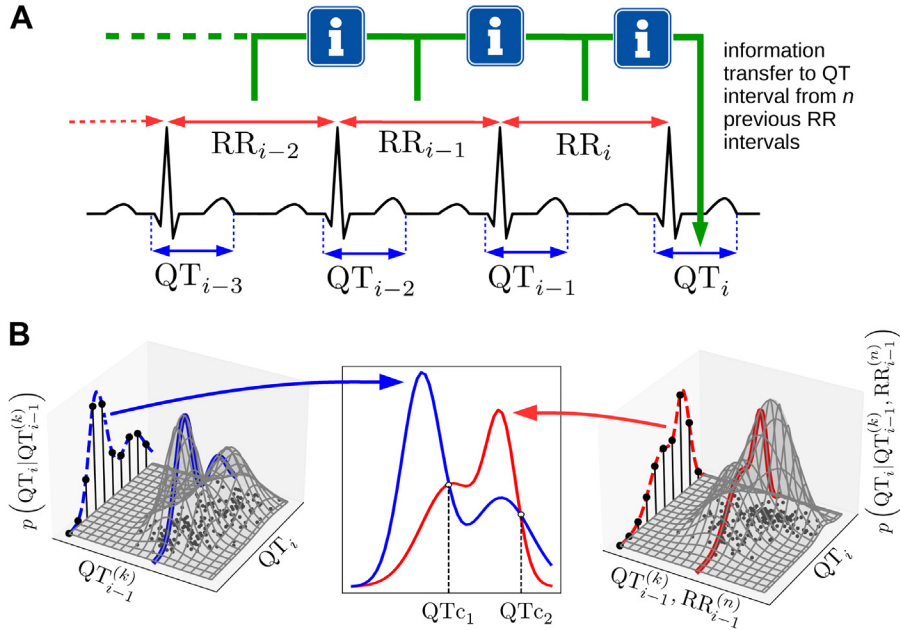 A
i i i
information
transfer to QT
interval from n
previous RR
intervals
RR_{i−2} RR_{i−1} RR_i
QT_{i−3} QT_{i−2} QT_{i−1} QT_i
B
p (QT_i|QT_{i−1}^{(k)})
QT_{i−1}^{(k)}
QT_i
QTc_1 QTc_2
QT_{i−1}^{(k)}, RR_{i−1}^{(n)}
QT_i
p (QT_i|QT_{i−1}^{(k)}, RR_{i−1}^{(n)})